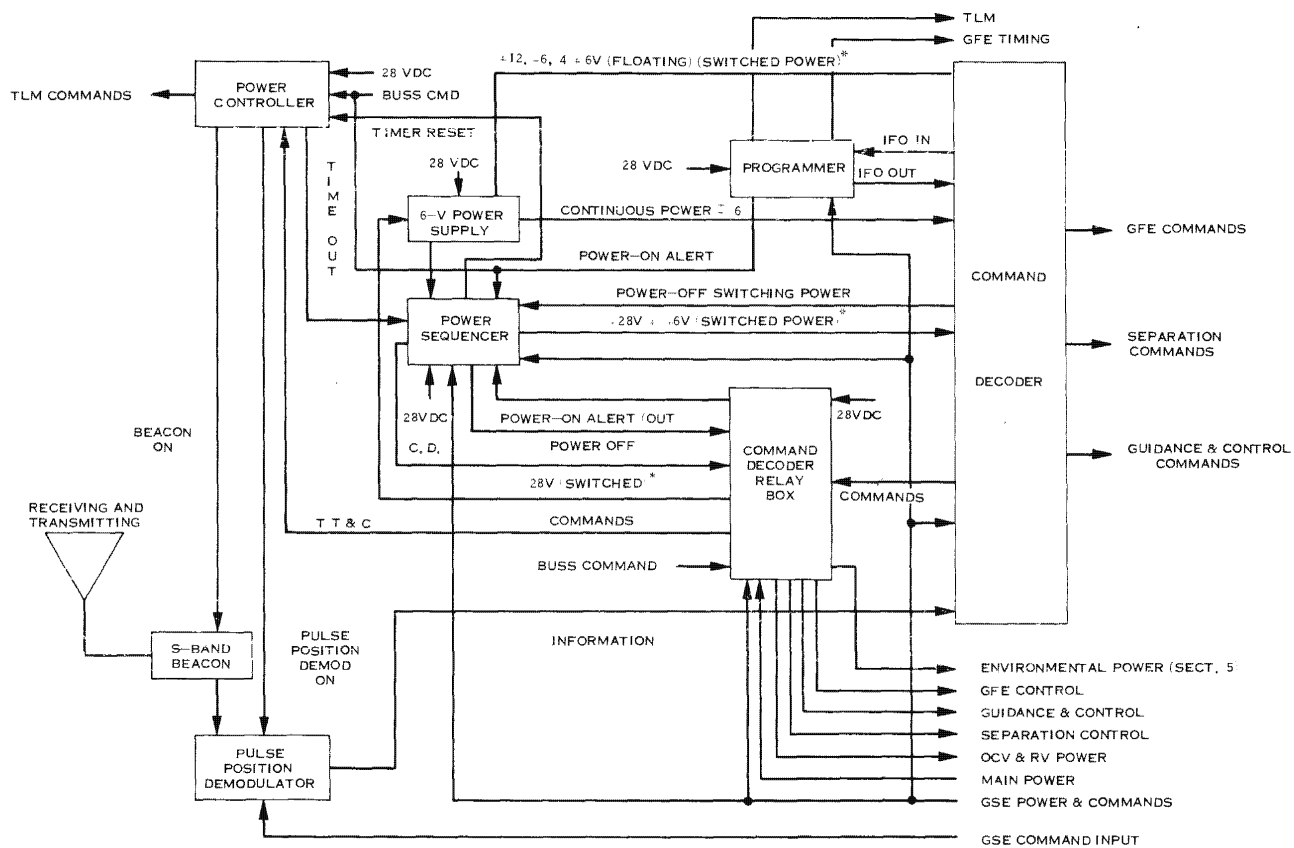 TLM
GFE TIMING
+12, -6, 4 + 6V (FLOATING) (SWITCHED POWER)*
28 VDC
POWER
CONTROLLER
TLM COMMANDS
BUSS CMD
TIMER RESET
28 VDC
28 VDC
PROGRAMMER
IFO IN
IFO OUT
TIME OUT
6-V POWER
SUPPLY
CONTINUOUS POWER 6
GFE COMMANDS
POWER-ON ALERT
COMMAND
DECODER
POWER-OFF SWITCHING POWER
POWER
SEQUENCER
28V 6V (SWITCHED POWER)*
SEPARATION
COMMANDS
28VDC
28VDC
POWER-ON ALERT (OUT
C. D.
POWER OFF
COMMAND
DECODER
RELAY
BOX
BEACON
ON
GUIDANCE & CONTROL
COMMANDS
28V (SWITCHED)*
COMMANDS
RECEIVING AND
TRANSMITTING
T T & C
COMMANDS
BUSS COMMAND
S-BAND
BEACON
PULSE
POSITION
DEMOD
ON
INFORMATION
ENVIRONMENTAL POWER (SECT. 5)
GFE CONTROL
GUIDANCE & CONTROL
SEPARATION CONTROL
PULSE
POSITION
DEMODULATOR
OCV & RV POWER
MAIN POWER
GSE POWER & COMMANDS
GSE COMMAND INPUT